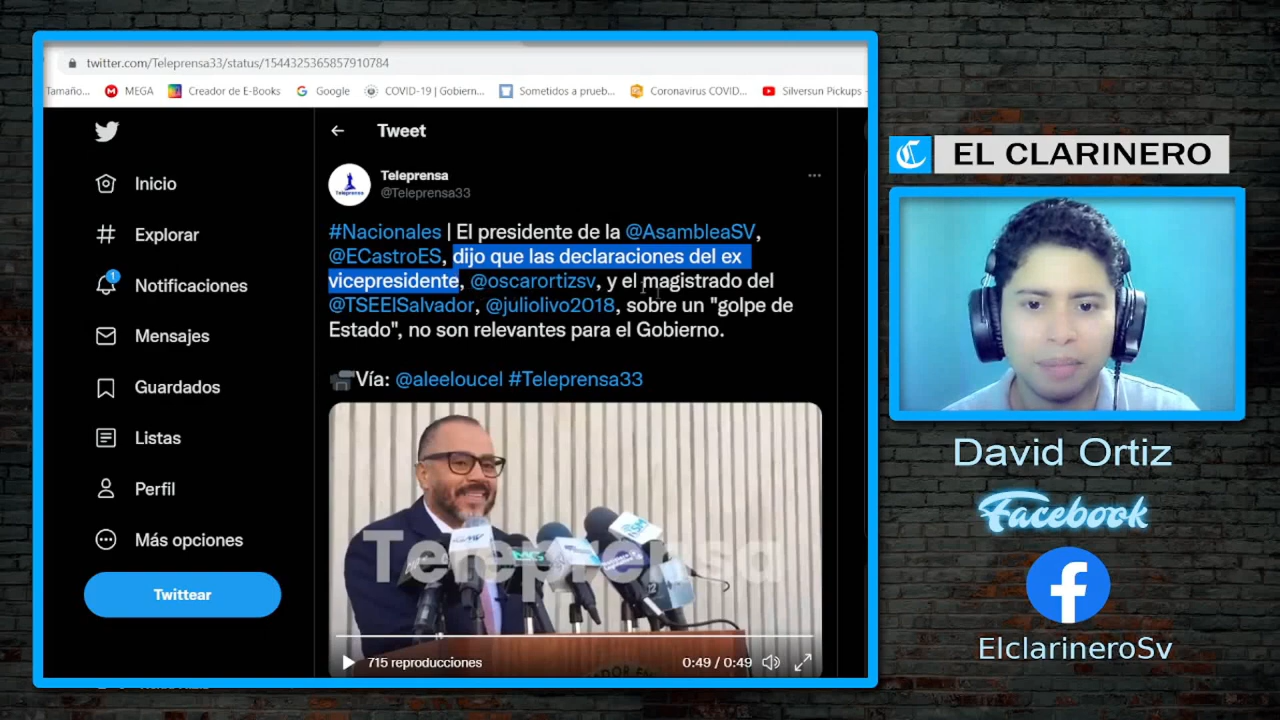 twitter.com/Teleprensa33/status/1544325365857910784
Tamaño... MEGA Creador de E-Books Google COVID-19 | Gobiern... Sometidos a prueb... Coronavirus COVID... Silversun Pickups
Tweet
Inicio
Explorar
1
Notificaciones
Mensajes
Guardados
Listas
Perfil
Más opciones
Twittear
Teleprensa
@Teleprensa33
#Nacionales | El presidente de la @AsambleaSV,
@ECastroES, dijo que las declaraciones del ex
vicepresidente, @oscarortizsv, y el magistrado del
@TSEElSalvador, @juliolivo2018, sobre un "golpe de
Estado", no son relevantes para el Gobierno.
Vía: @aleeloucel #Teleprensa33
Teleprensa
715 reproducciones
0:49 / 0:49
EL CLARINERO
David Ortiz
Facebook
ElclarineroSv